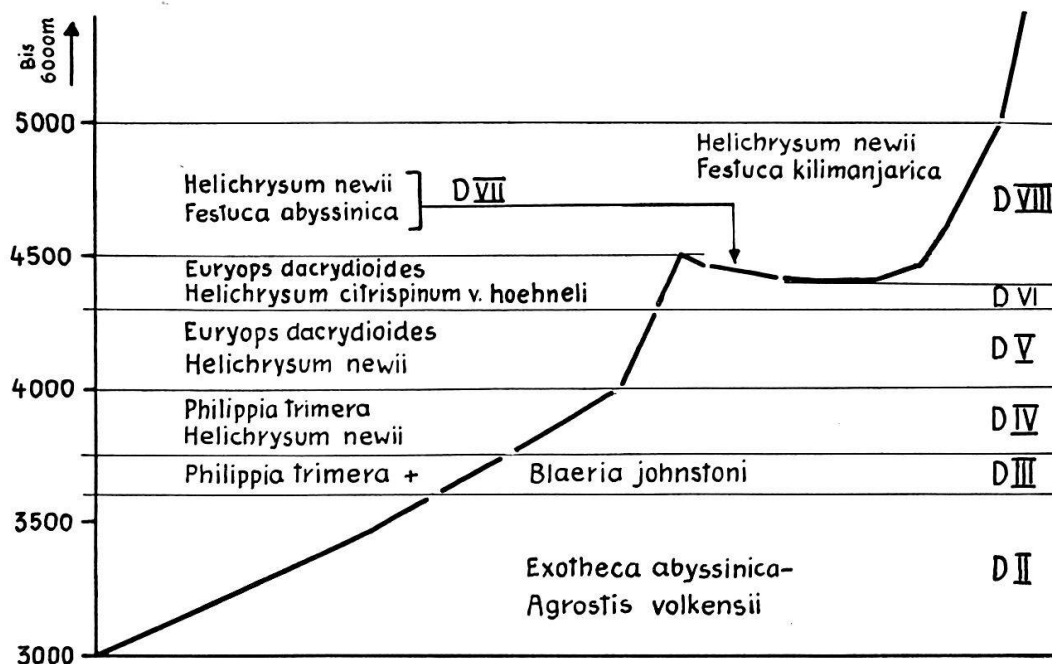 Bis
6000m
5000
Helichrysum newii
Festuca kilimanjarica
Helichrysum newii
Festuca abyssinica
D VII
D VIII
4500
Euryops dacrydioides
Helichrysum citrispinum v. hoehneli
D VI
Euryops dacrydioides
Helichrysum newii
D V
4000
Philippia trimera
Helichrysum newii
D IV
Philippia trimera + Blaeria johnstoni
D III
3500
Exotheca abyssinica-
Agrostis volkensii
D II
3000